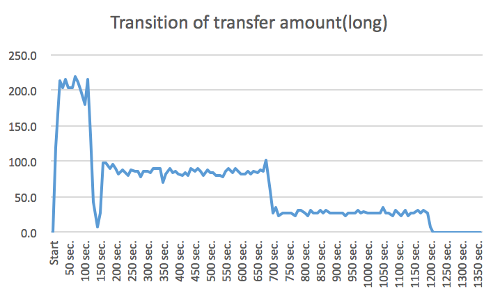 Transition of transfer amount(long)
250.0
200.0
150.0
100.0
50.0
0.0
Start
50 sec.
100 sec.
150 sec.
200 sec.
250 sec.
300 sec.
350 sec.
400 sec.
450 sec.
500 sec.
550 sec.
600 sec.
650 sec.
700 sec.
750 sec.
800 sec.
850 sec.
900 sec.
950 sec.
1000 sec.
1050 sec.
1100 sec.
1150 sec.
1200 sec.
1250 sec.
1300 sec.
1350 sec.